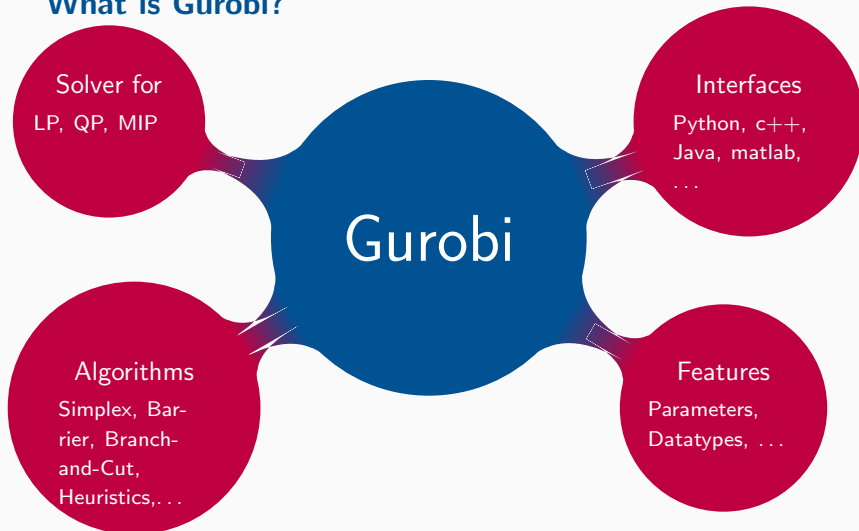 What is Gurobi?
Solver for
LP, QP, MIP
Interfaces
Python, c++,
Java, matlab,
. . .
Gurobi
Algorithms
Simplex, Bar-
rier, Branch-
and-Cut,
Heuristics,. . .
Features
Parameters,
Datatypes, . . .